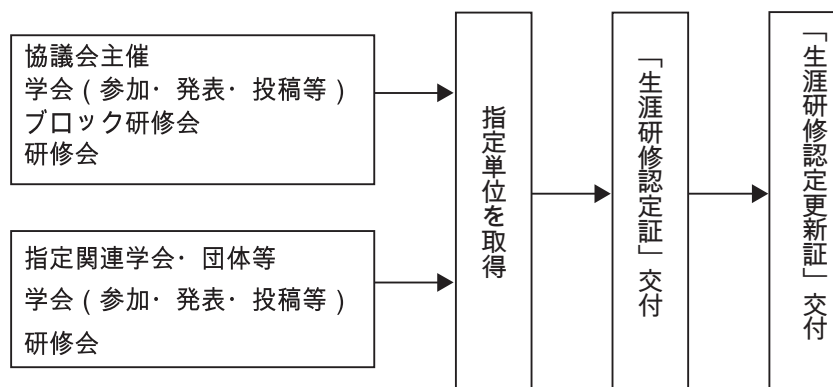 協議会主催
学会（参加・発表・投稿等）
ブロック研修会
研修会
指定関連学会・団体等
学会（参加・発表・投稿等）
研修会
指定単位を取得
「生涯研修認定証」交付
「生涯研修認定更新証」交付